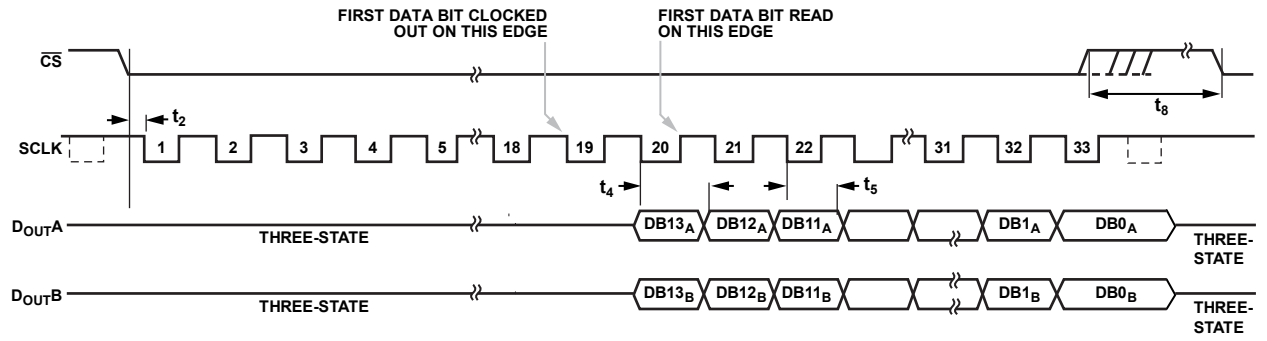 FIRST DATA BIT CLOCKED
OUT ON THIS EDGE
FIRST DATA BIT READ
ON THIS EDGE
CS
t8
t2
SCLK
1 2 3 4 5 18 19 20 21 22 31 32 33
t4
t5
DOUTA
THREE-STATE
DB13A DB12A DB11A DB1A DB0A
THREE-
STATE
DOUTB
THREE-STATE
DB13B DB12B DB11B DB1B DB0B
THREE-
STATE